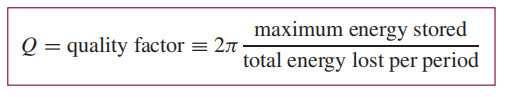 Q = quality factor ≡ 2π maximum energy stored / total energy lost per period